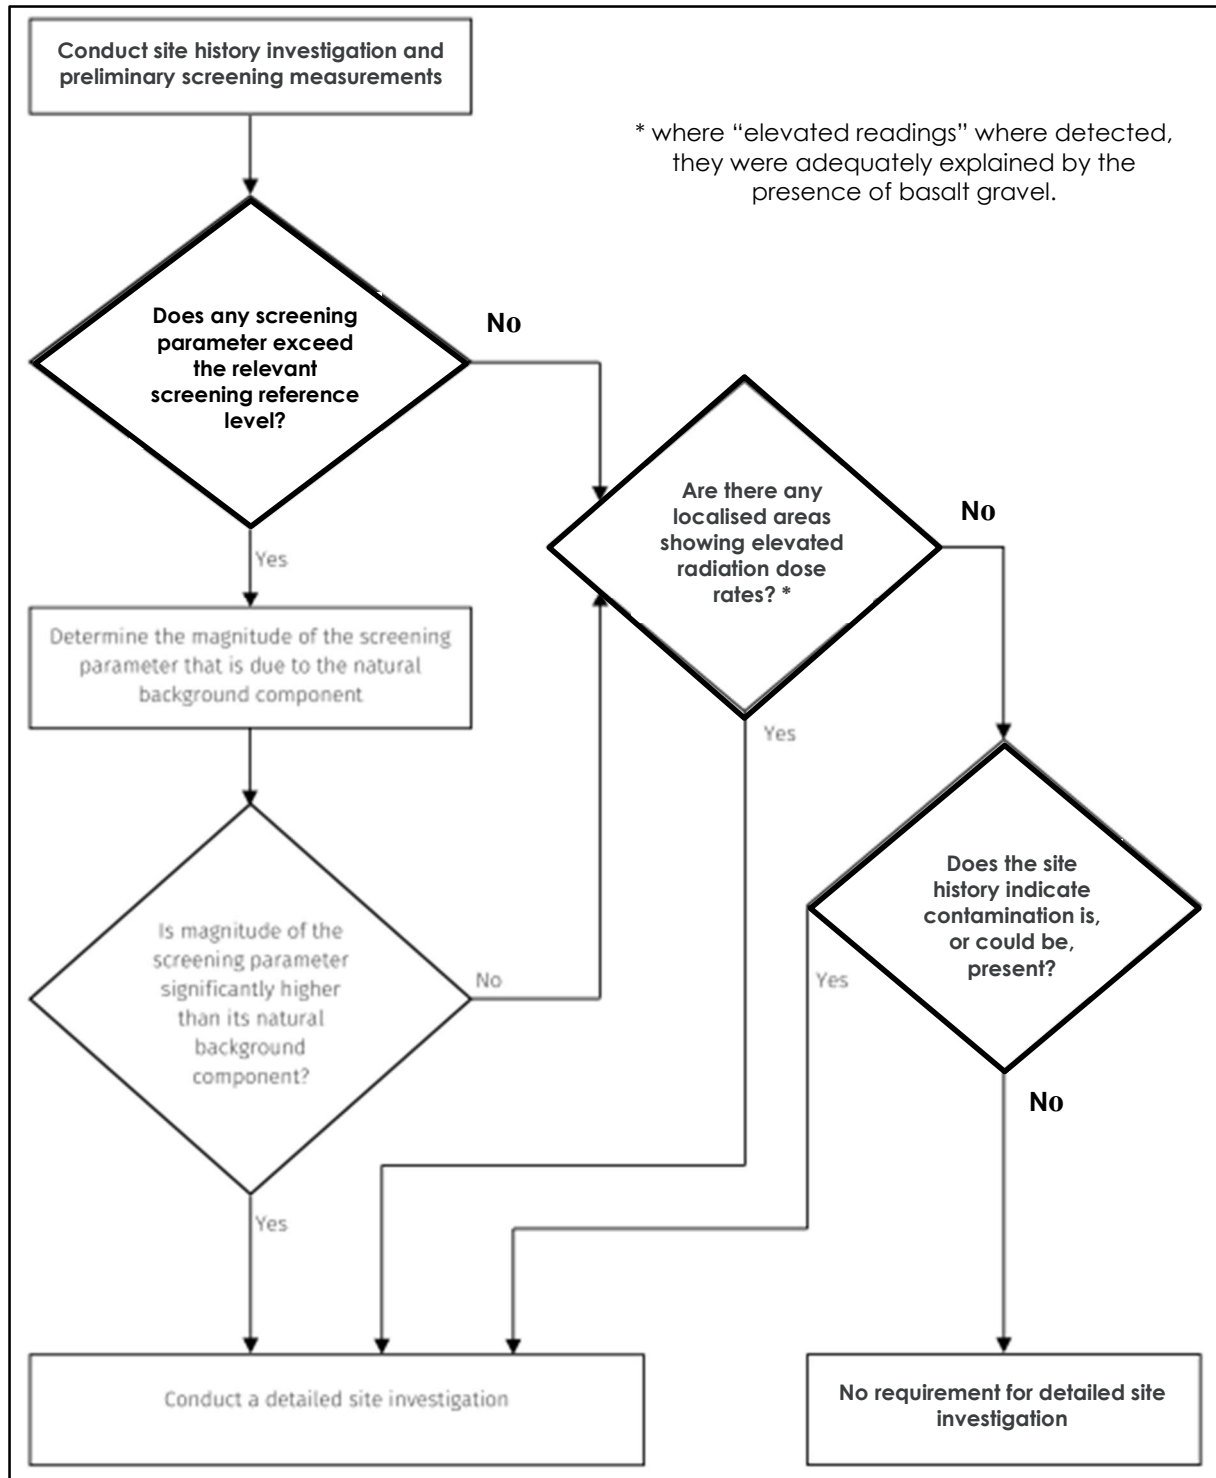 Conduct site history investigation and
preliminary screening measurements
* where “elevated readings” where detected,
they were adequately explained by the
presence of basalt gravel.
Does any screening
parameter exceed
the relevant
screening reference
level?
No
Are there any
localised areas
showing elevated
radiation dose
rates? *
No
Yes
Determine the magnitude of the screening
parameter that is due to the natural
background component
Yes
Does the site
history indicate
contamination is,
or could be,
present?
Is magnitude of the
screening parameter
significantly higher
than its natural
background
component?
No
Yes
No
Yes
Conduct a detailed site investigation
No requirement for detailed site
investigation